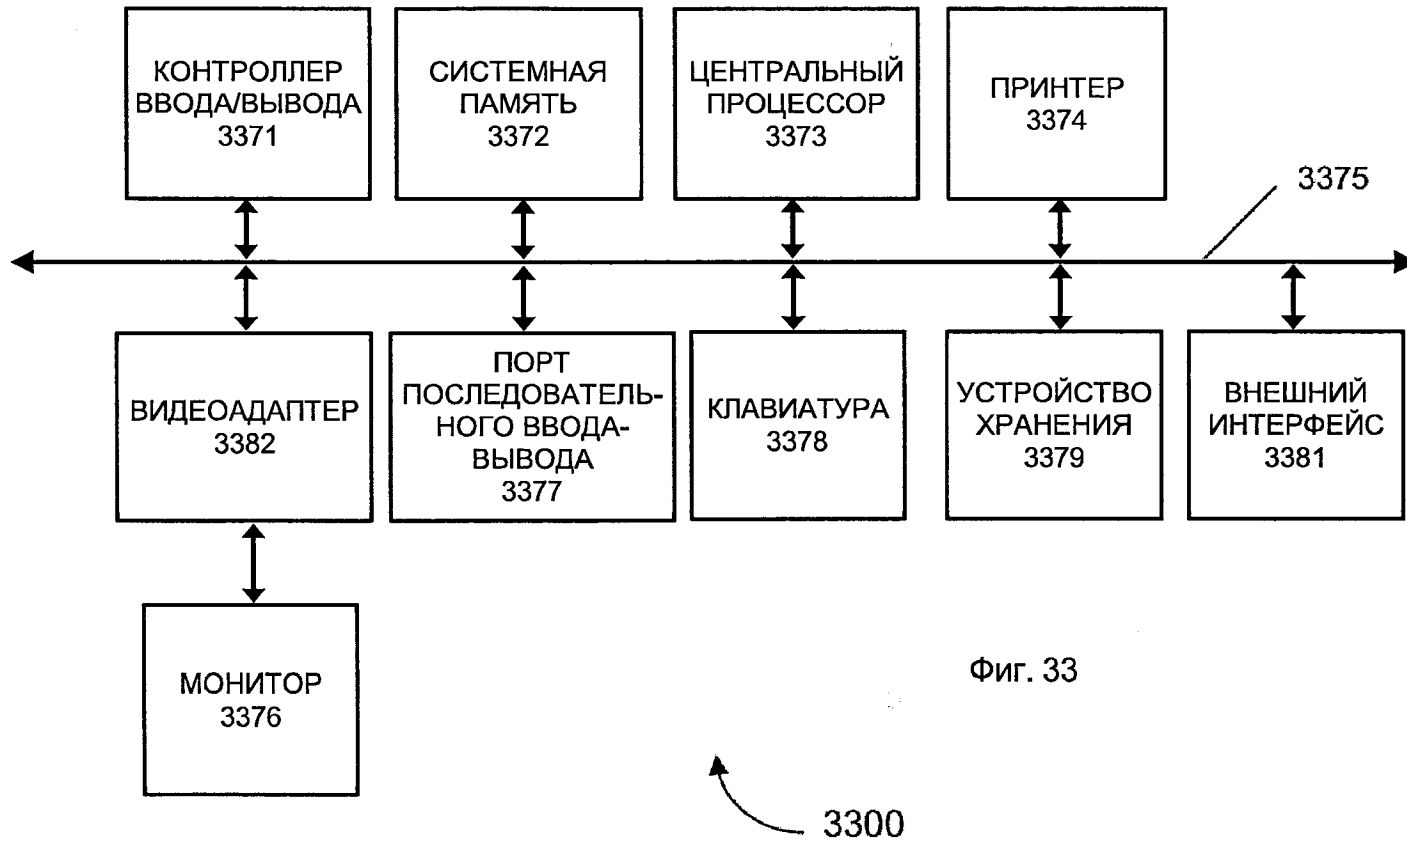 КОНТРОЛЛЕР
ВВОДА/ВЫВОДА
3371
СИСТЕМНАЯ
ПАМЯТЬ
3372
ЦЕНТРАЛЬНЫЙ
ПРОЦЕССОР
3373
ПРИНТЕР
3374
3375
ВИДЕОАДАПТЕР
3382
ПОРТ
ПОСЛЕДОВАТЕЛЬ-
НОГО ВВОДА-
ВЫВОДА
3377
КЛАВИАТУРА
3378
УСТРОЙСТВО
ХРАНЕНИЯ
3379
ВНЕШНИЙ
ИНТЕРФЕЙС
3381
МОНИТОР
3376
Фиг. 33
3300